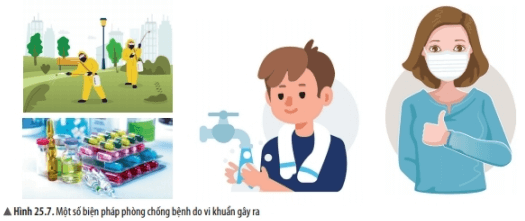 ▲ Hình 25.7. Một số biện pháp phòng chống bệnh do vi khuẩn gây ra